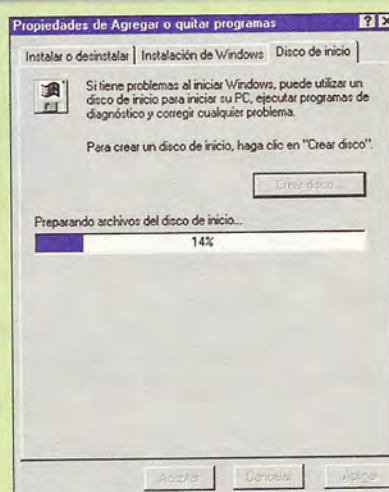 Propiedades de Agregar o quitar programas
Instalar o desinstalar Instalación de Windows Disco de inicio
Si tiene problemas al iniciar Windows, puede utilizar un
disco de inicio para iniciar su PC, ejecutar programas de
diagnóstico y corregir cualquier problema.
Para crear un disco de inicio, haga clic en "Crear disco".
Crear disco...
Preparando archivos del disco de inicio...
14%
Aceptar Cancelar Aplicar